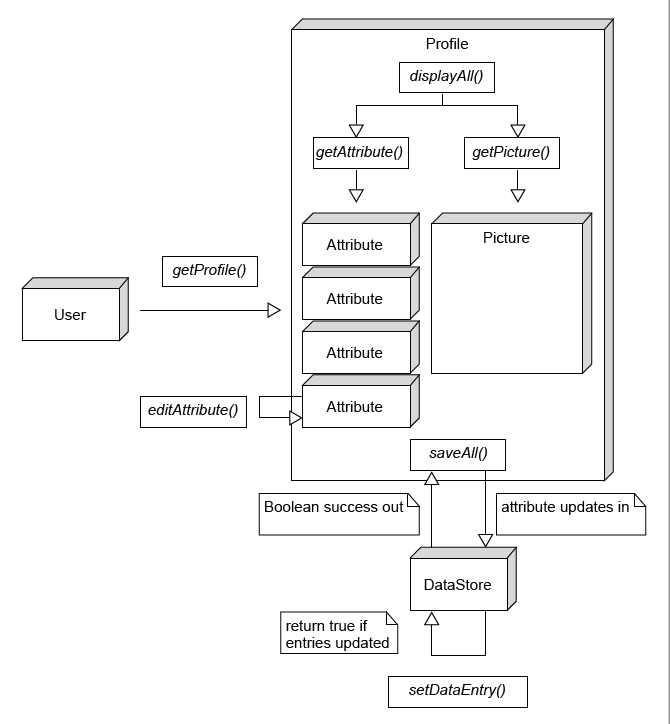 Profile
displayAll()
getAttribute()
getPicture()
Attribute
Picture
getProfile()
Attribute
User
Attribute
editAttribute()
Attribute
saveAll()
Boolean success out
attribute updates in
DataStore
return true if
entries updated
setDataEntry()